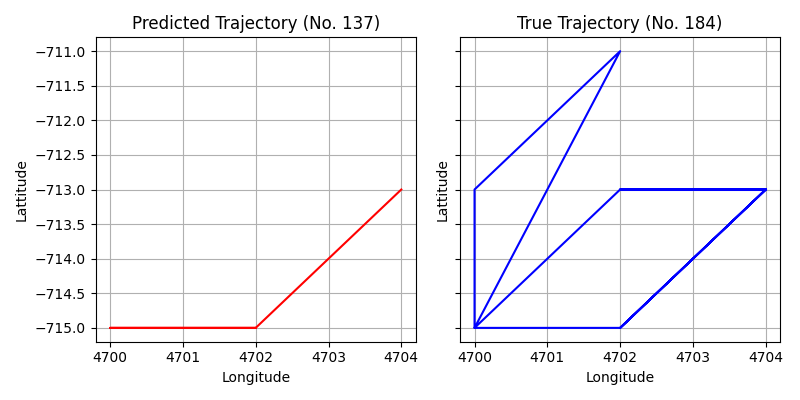 Predicted Trajectory (No. 137)
True Trajectory (No. 184)
−711.0
−711.5
−712.0
−712.5
−713.0
−713.5
−714.0
−714.5
−715.0
Lattitude
Lattitude
4700 4701 4702 4703 4704
4700 4701 4702 4703 4704
Longitude
Longitude